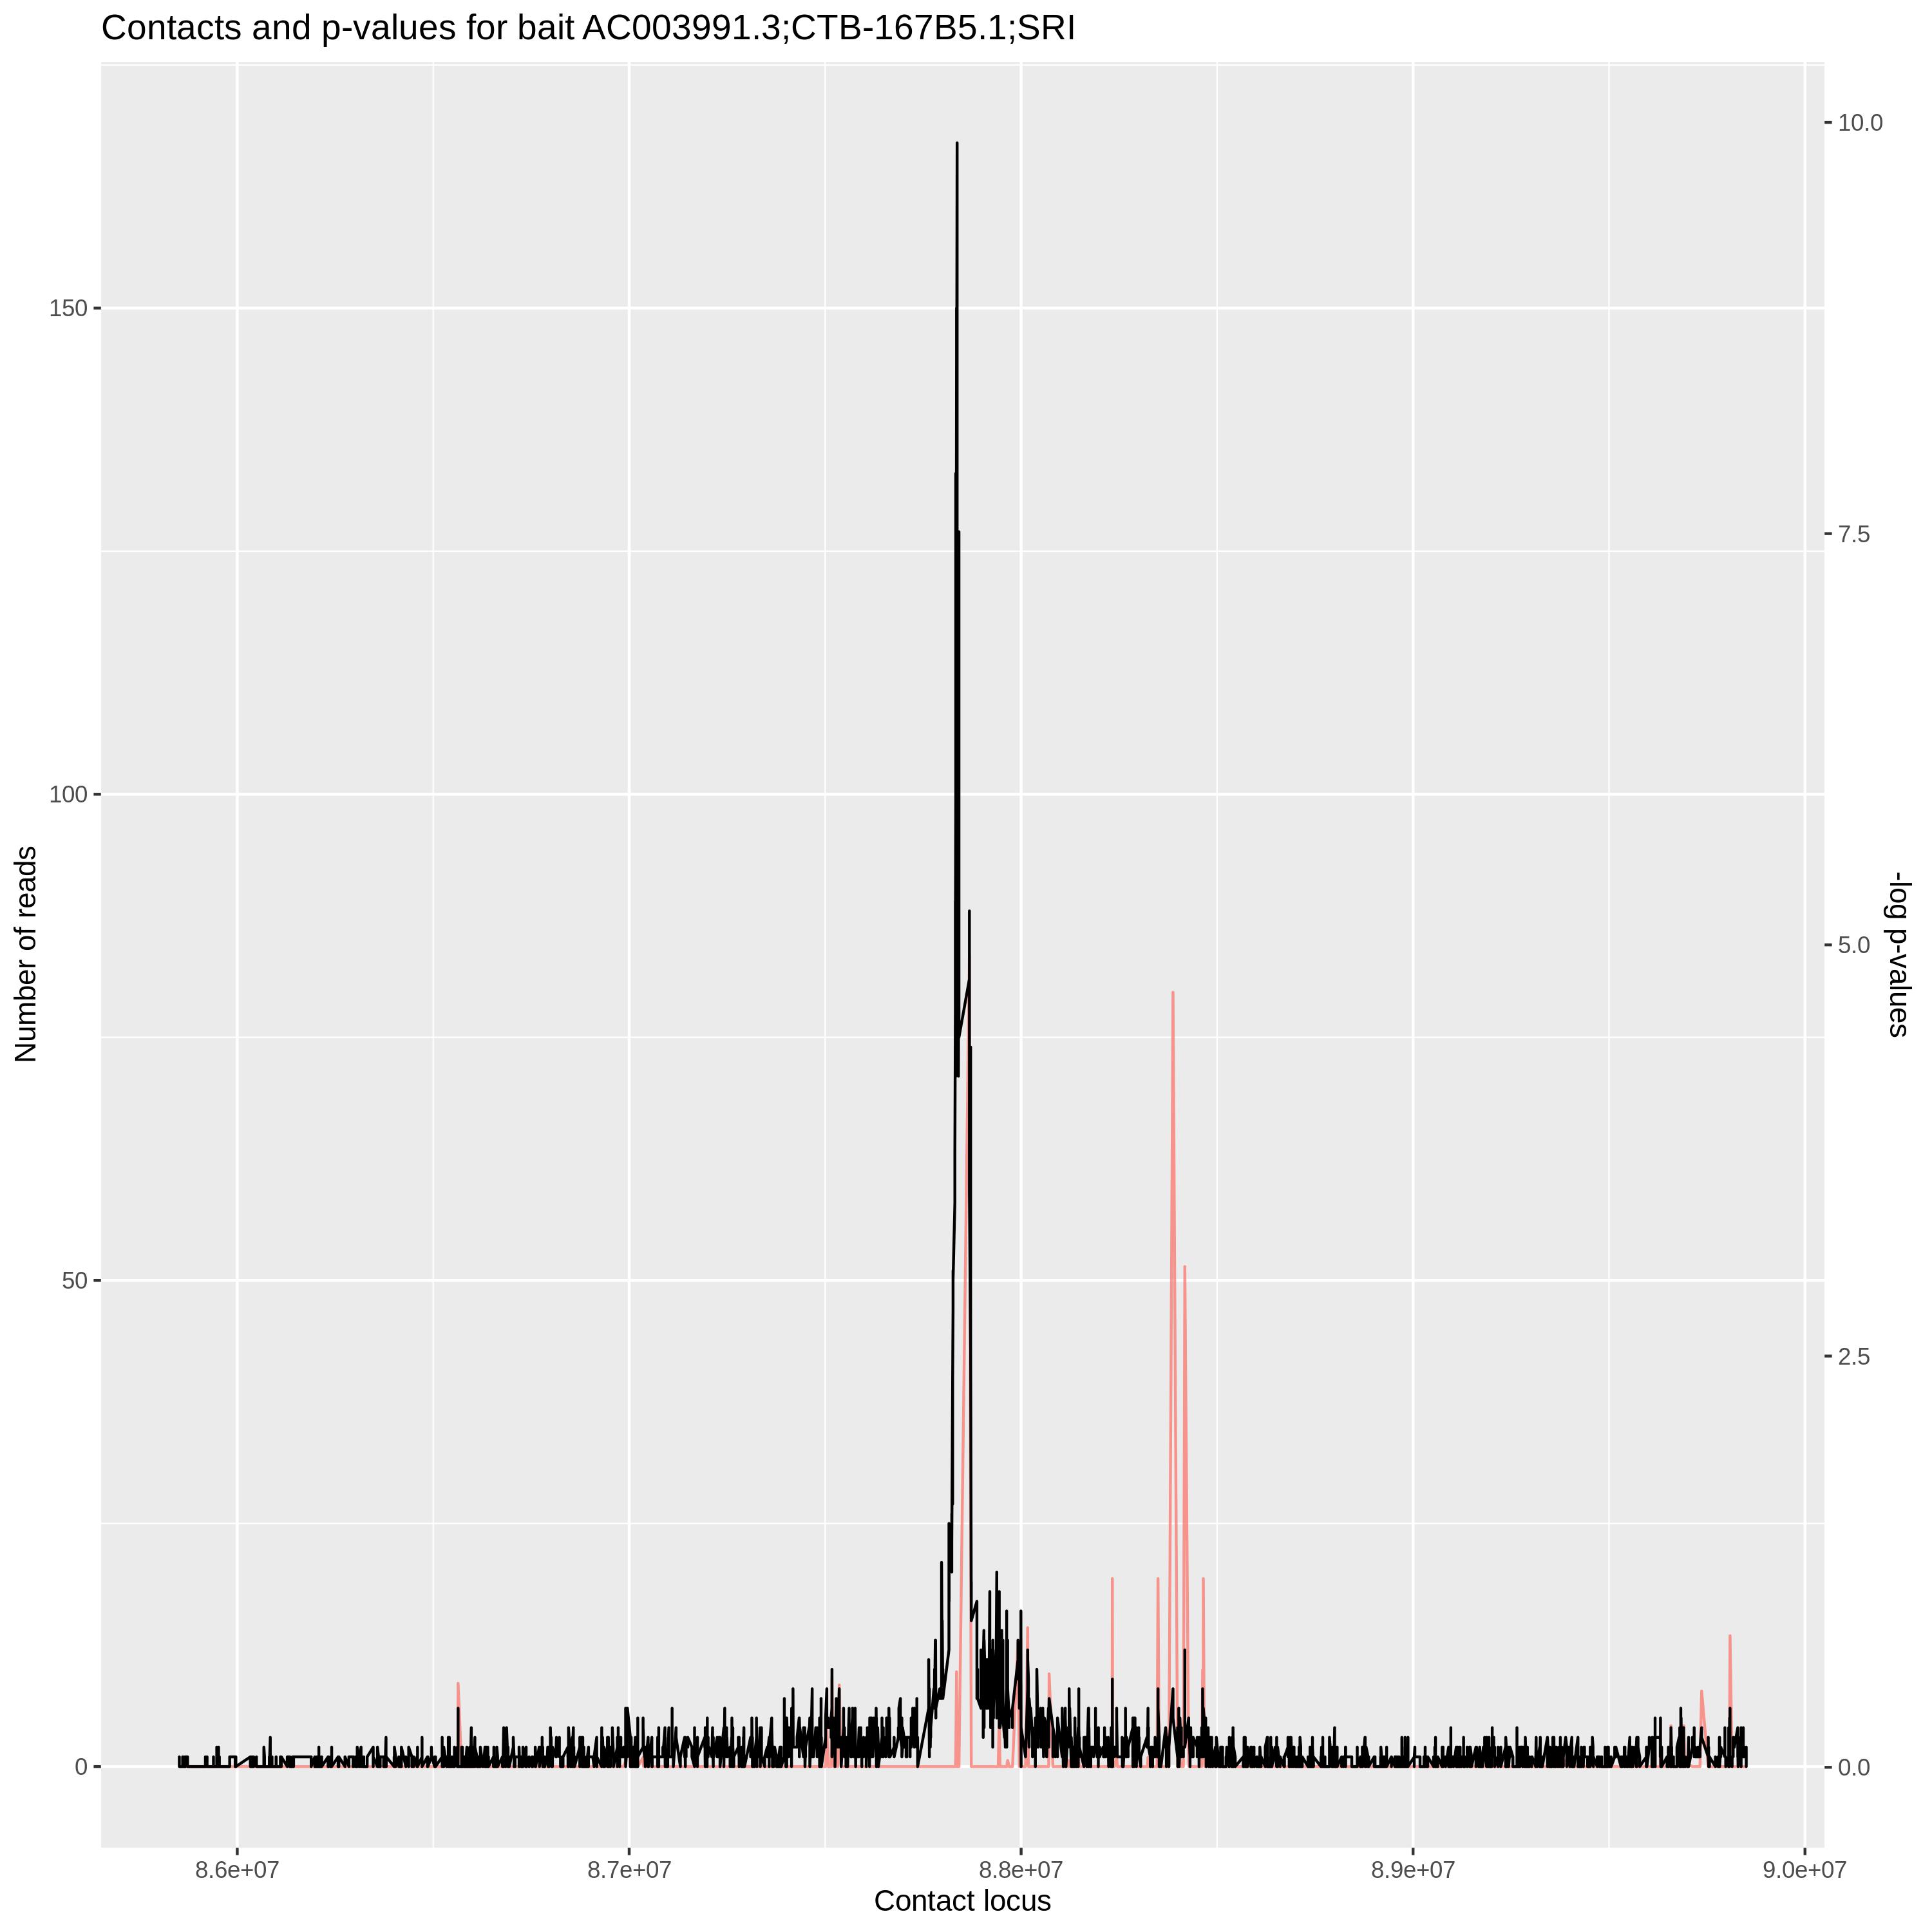 Contacts and p-values for bait AC003991.3;CTB-167B5.1;SRI
Number of reads
150
100
50
0
10.0
7.5
5.0
2.5
0.0
-log p-values
8.6e+07 8.7e+07 8.8e+07 8.9e+07 9.0e+07
Contact locus